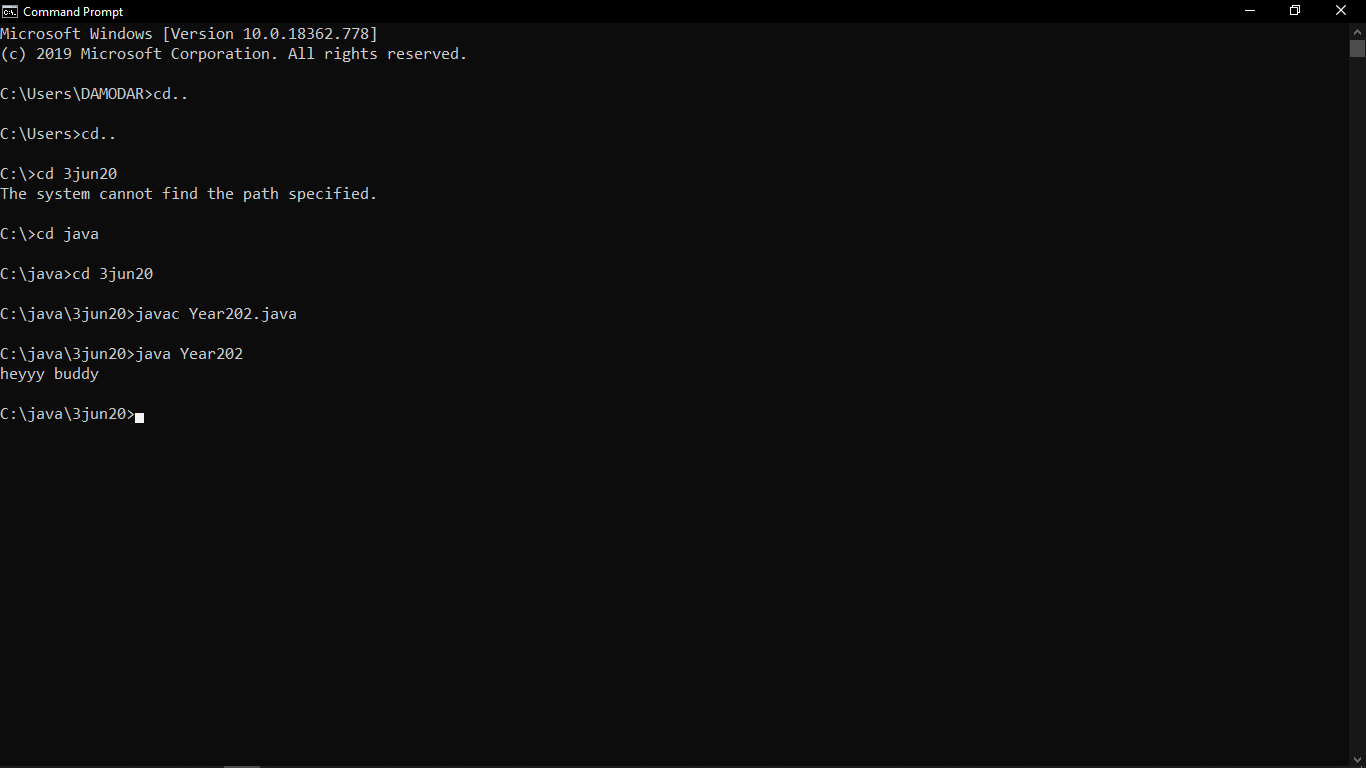 Command Prompt
Microsoft Windows [Version 10.0.18362.778]
(c) 2019 Microsoft Corporation. All rights reserved.
C:\Users\DAMODAR>cd..
C:\Users>cd..
C:\>cd 3jun20
The system cannot find the path specified.
C:\>cd java
C:\java>cd 3jun20
C:\java\3jun20>javac Year202.java
C:\java\3jun20>java Year202
heyyy buddy
C:\java\3jun20>